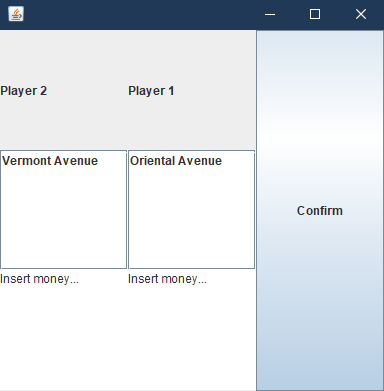 Player 2
Player 1
Vermont Avenue
Oriental Avenue
Confirm
Insert money...
Insert money...